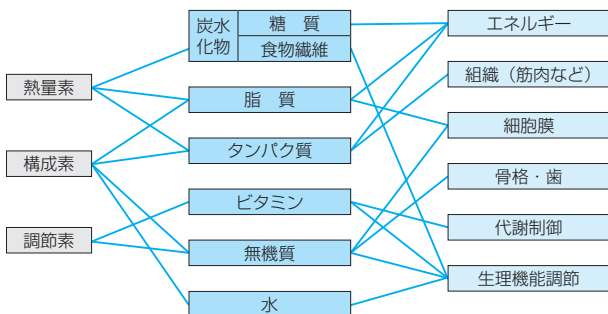 熱量素
構成素
調節素
炭水化物
糖 質
食物繊維
脂 質
タンパク質
ビタミン
無機質
水
エネルギー
組織（筋肉など）
細胞膜
骨格・歯
代謝制御
生理機能調節